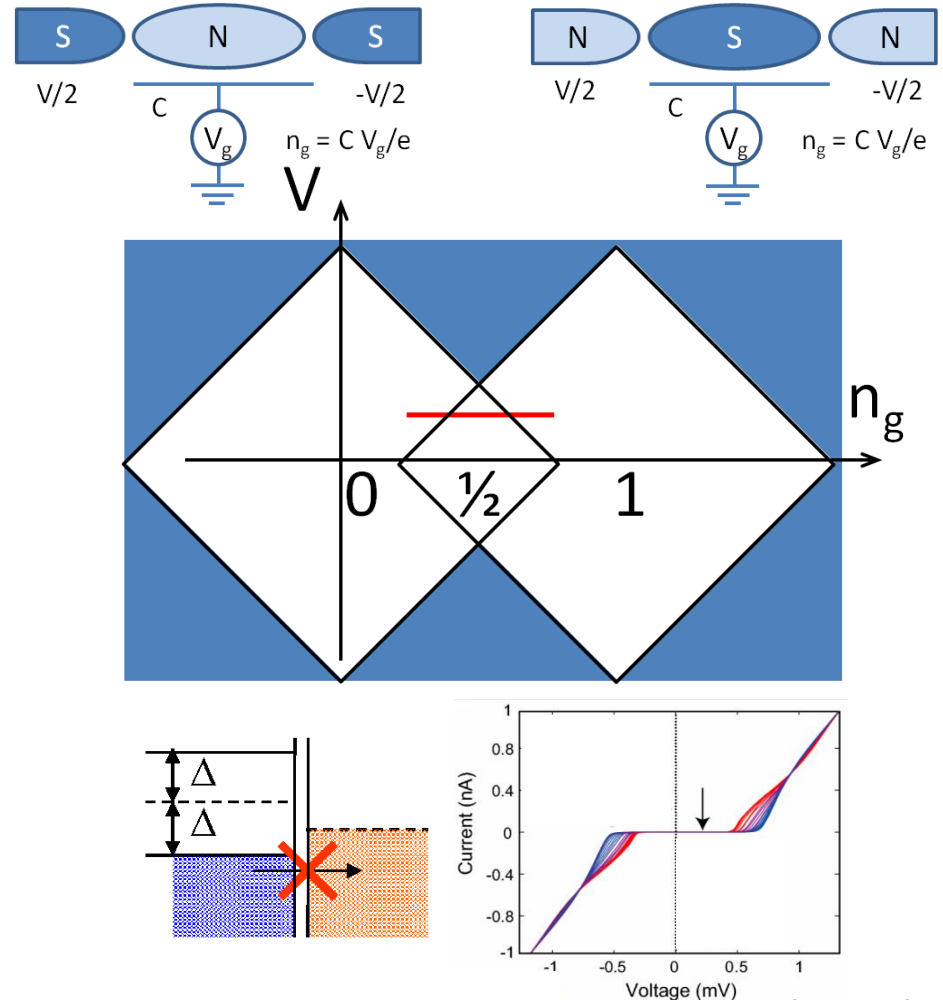 S N S
V/2 -V/2
C
Vg ng = C Vg/e
N S N
V/2 -V/2
C
Vg ng = C Vg/e
V
ng
0 ½ 1
Δ
Δ
Current (nA)
1
0.8
0.4
0
-0.4
-0.8
-1
-1 -0.5 0 0.5 1
Voltage (mV)